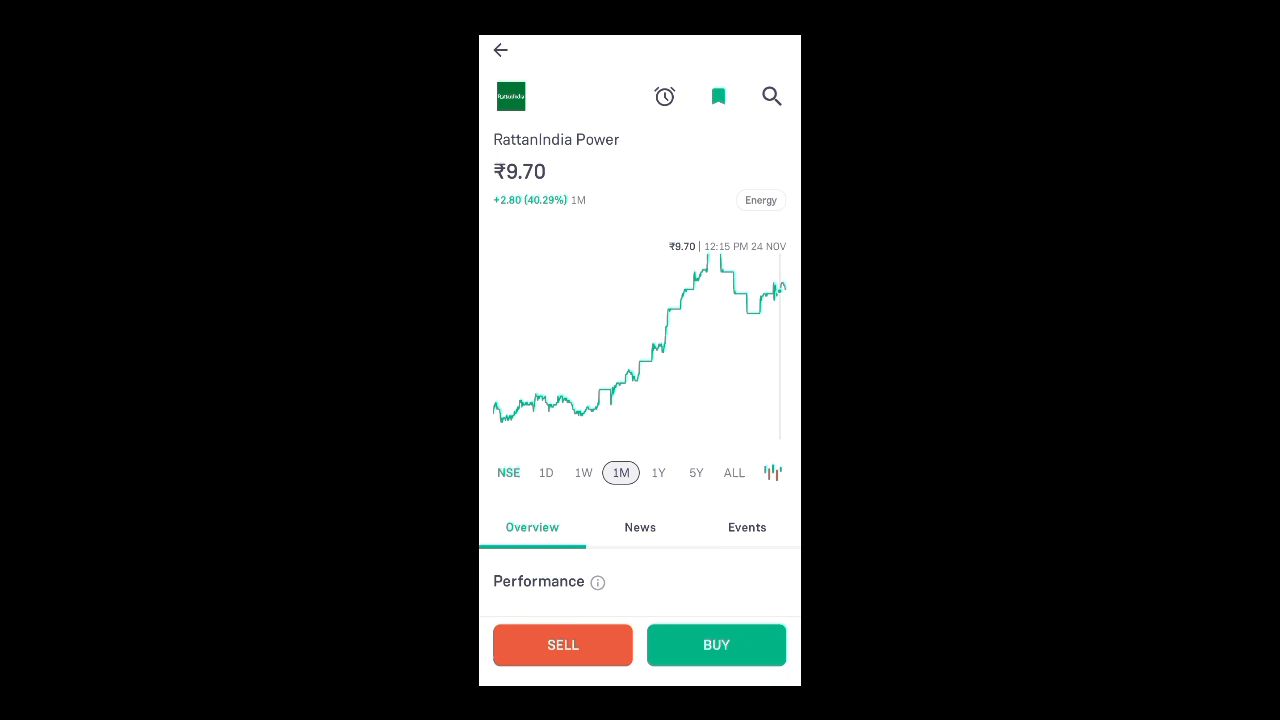 RattanIndia
RattanIndia Power
₹9.70
+2.80 (40.29%) 1M
Energy
₹9.70 | 12:15 PM 24 NOV
NSE 1D 1W 1M 1Y 5Y ALL
Overview News Events
Performance
SELL BUY